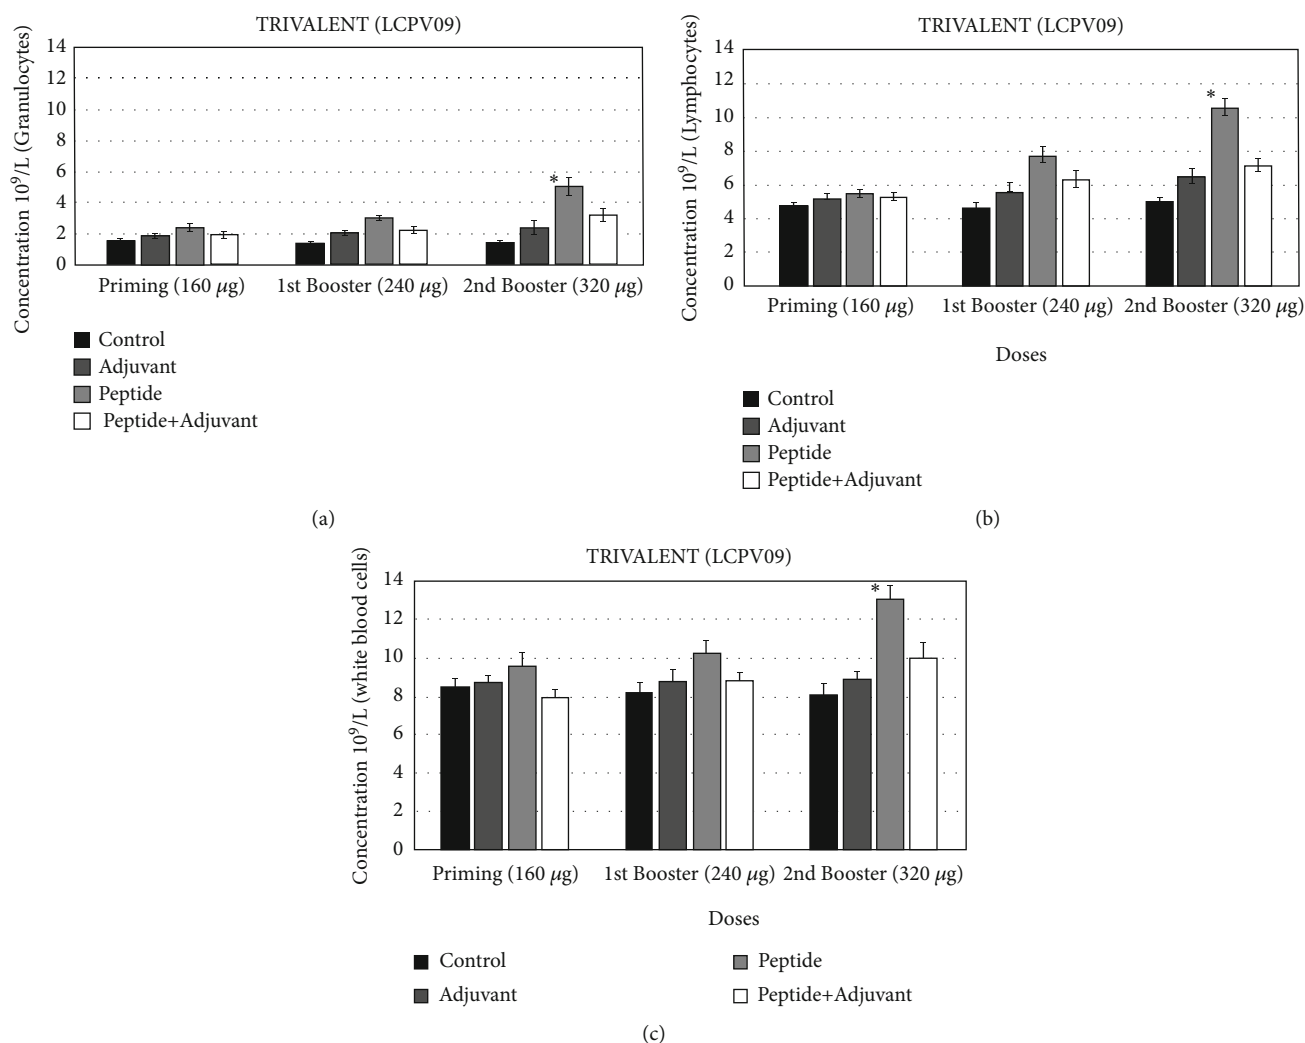 TRIVALENT (LCPV09)
Concentration 10⁹/L (Granulocytes)
14
12
10
8
6
4
2
0
*
Priming (160 µg) 1st Booster (240 µg) 2nd Booster (320 µg)
Control
Adjuvant
Peptide
Peptide+Adjuvant
(a)
TRIVALENT (LCPV09)
Concentration 10⁹/L (Lymphocytes)
14
12
10
8
6
4
2
0
*
Priming (160 µg) 1st Booster (240 µg) 2nd Booster (320 µg)
Doses
Control
Adjuvant
Peptide
Peptide+Adjuvant
(b)
TRIVALENT (LCPV09)
Concentration 10⁹/L (white blood cells)
14
12
10
8
6
4
2
0
*
Priming (160 µg) 1st Booster (240 µg) 2nd Booster (320 µg)
Doses
Control
Adjuvant
Peptide
Peptide+Adjuvant
(c)